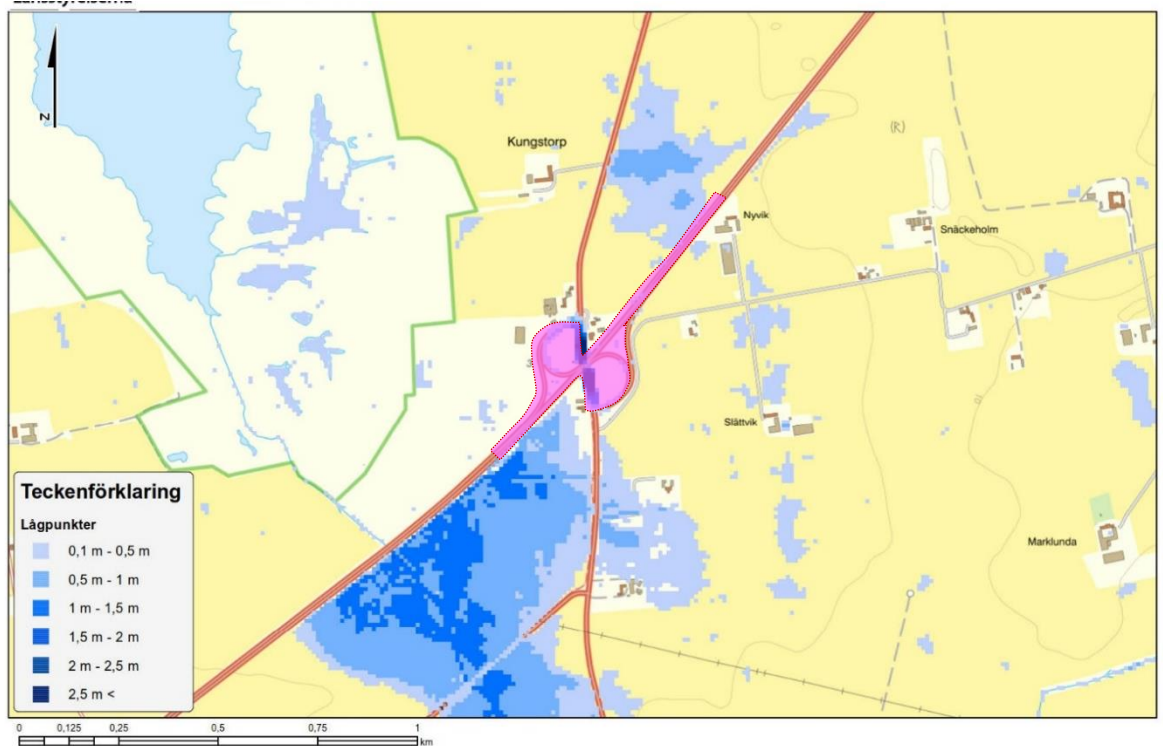 Länsstyrelserna
N
Kungstorp
(R)
Nyvik
Snäckeholm
Slättvik
Marklunda
Teckenförklaring
Lågpunkter
0,1 m - 0,5 m
0,5 m - 1 m
1 m - 1,5 m
1,5 m - 2 m
2 m - 2,5 m
2,5 m <
0 0,125 0,25 0,5 0,75 1
km